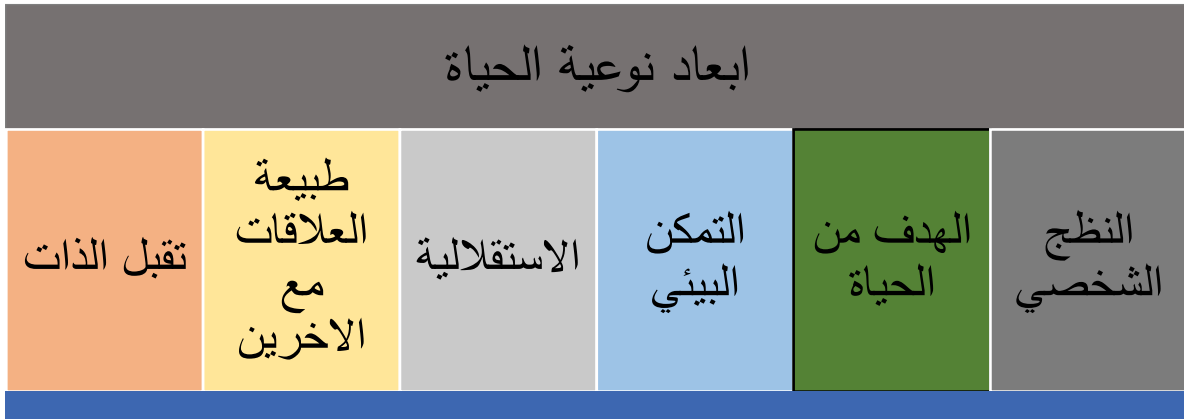 ابعاد نوعية الحياة
النظج
الشخصي
الهدف من
الحياة
التمكن
البيئي
الاستقلالية
طبيعة
العلاقات
مع
الاخرين
تقبل الذات